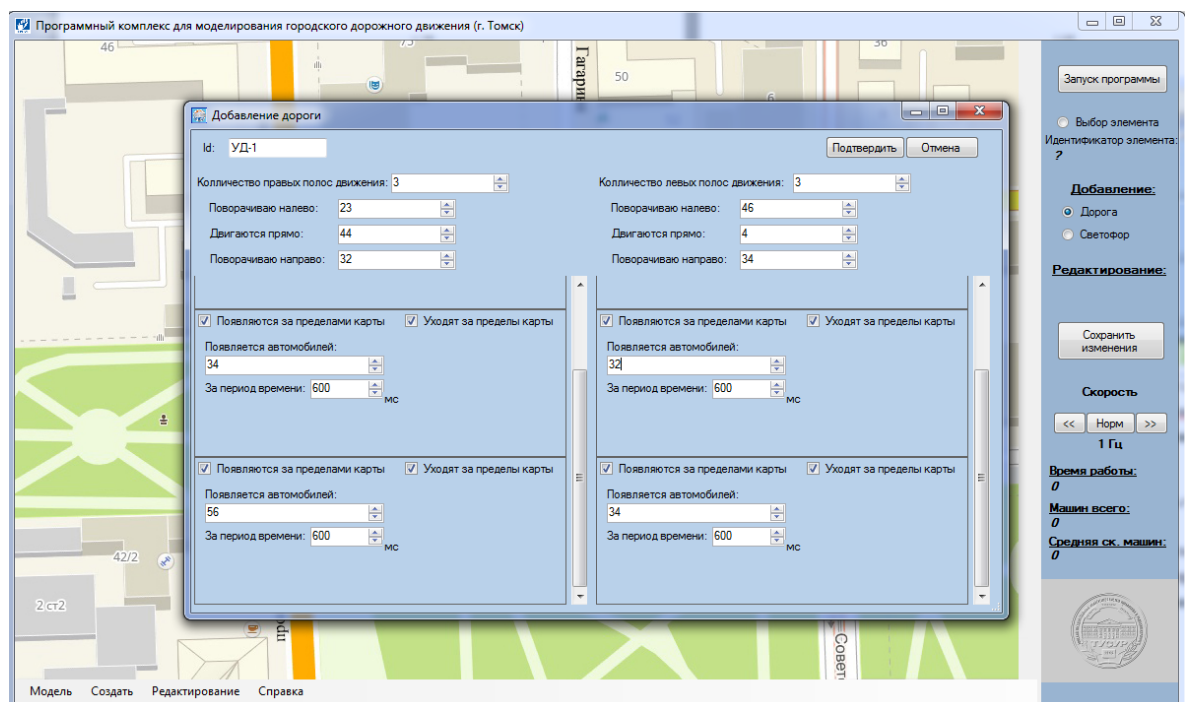 Программный комплекс для моделирования городского дорожного движения (г. Томск)
46
50
36
6
Гагарин
42/2
2 ст2
Совет
Добавление дороги
Id: УД-1
Подтвердить Отмена
Колличество правых полос движения: 3
Поворачиваю налево: 23
Двигаются прямо: 44
Поворачиваю направо: 32
Колличество левых полос движения: 3
Поворачиваю налево: 46
Двигаются прямо: 4
Поворачиваю направо: 34
Появляются за пределами карты Уходят за пределы карты
Появляется автомобилей:
34
За период времени: 600 мс
Появляются за пределами карты Уходят за пределы карты
Появляется автомобилей:
56
За период времени: 600 мс
Появляются за пределами карты Уходят за пределы карты
Появляется автомобилей:
32
За период времени: 600 мс
Появляются за пределами карты Уходят за пределы карты
Появляется автомобилей:
34
За период времени: 600 мс
Запуск программы
Выбор элемента
Идентификатор элемента:
?
Добавление:
Дорога
Светофор
Редактирование:
Сохранить
изменения
Скорость
<< Норм >>
1 Гц
Время работы:
0
Машин всего:
0
Средняя ск. машин:
0
ТУСУР
Модель Создать Редактирование Справка